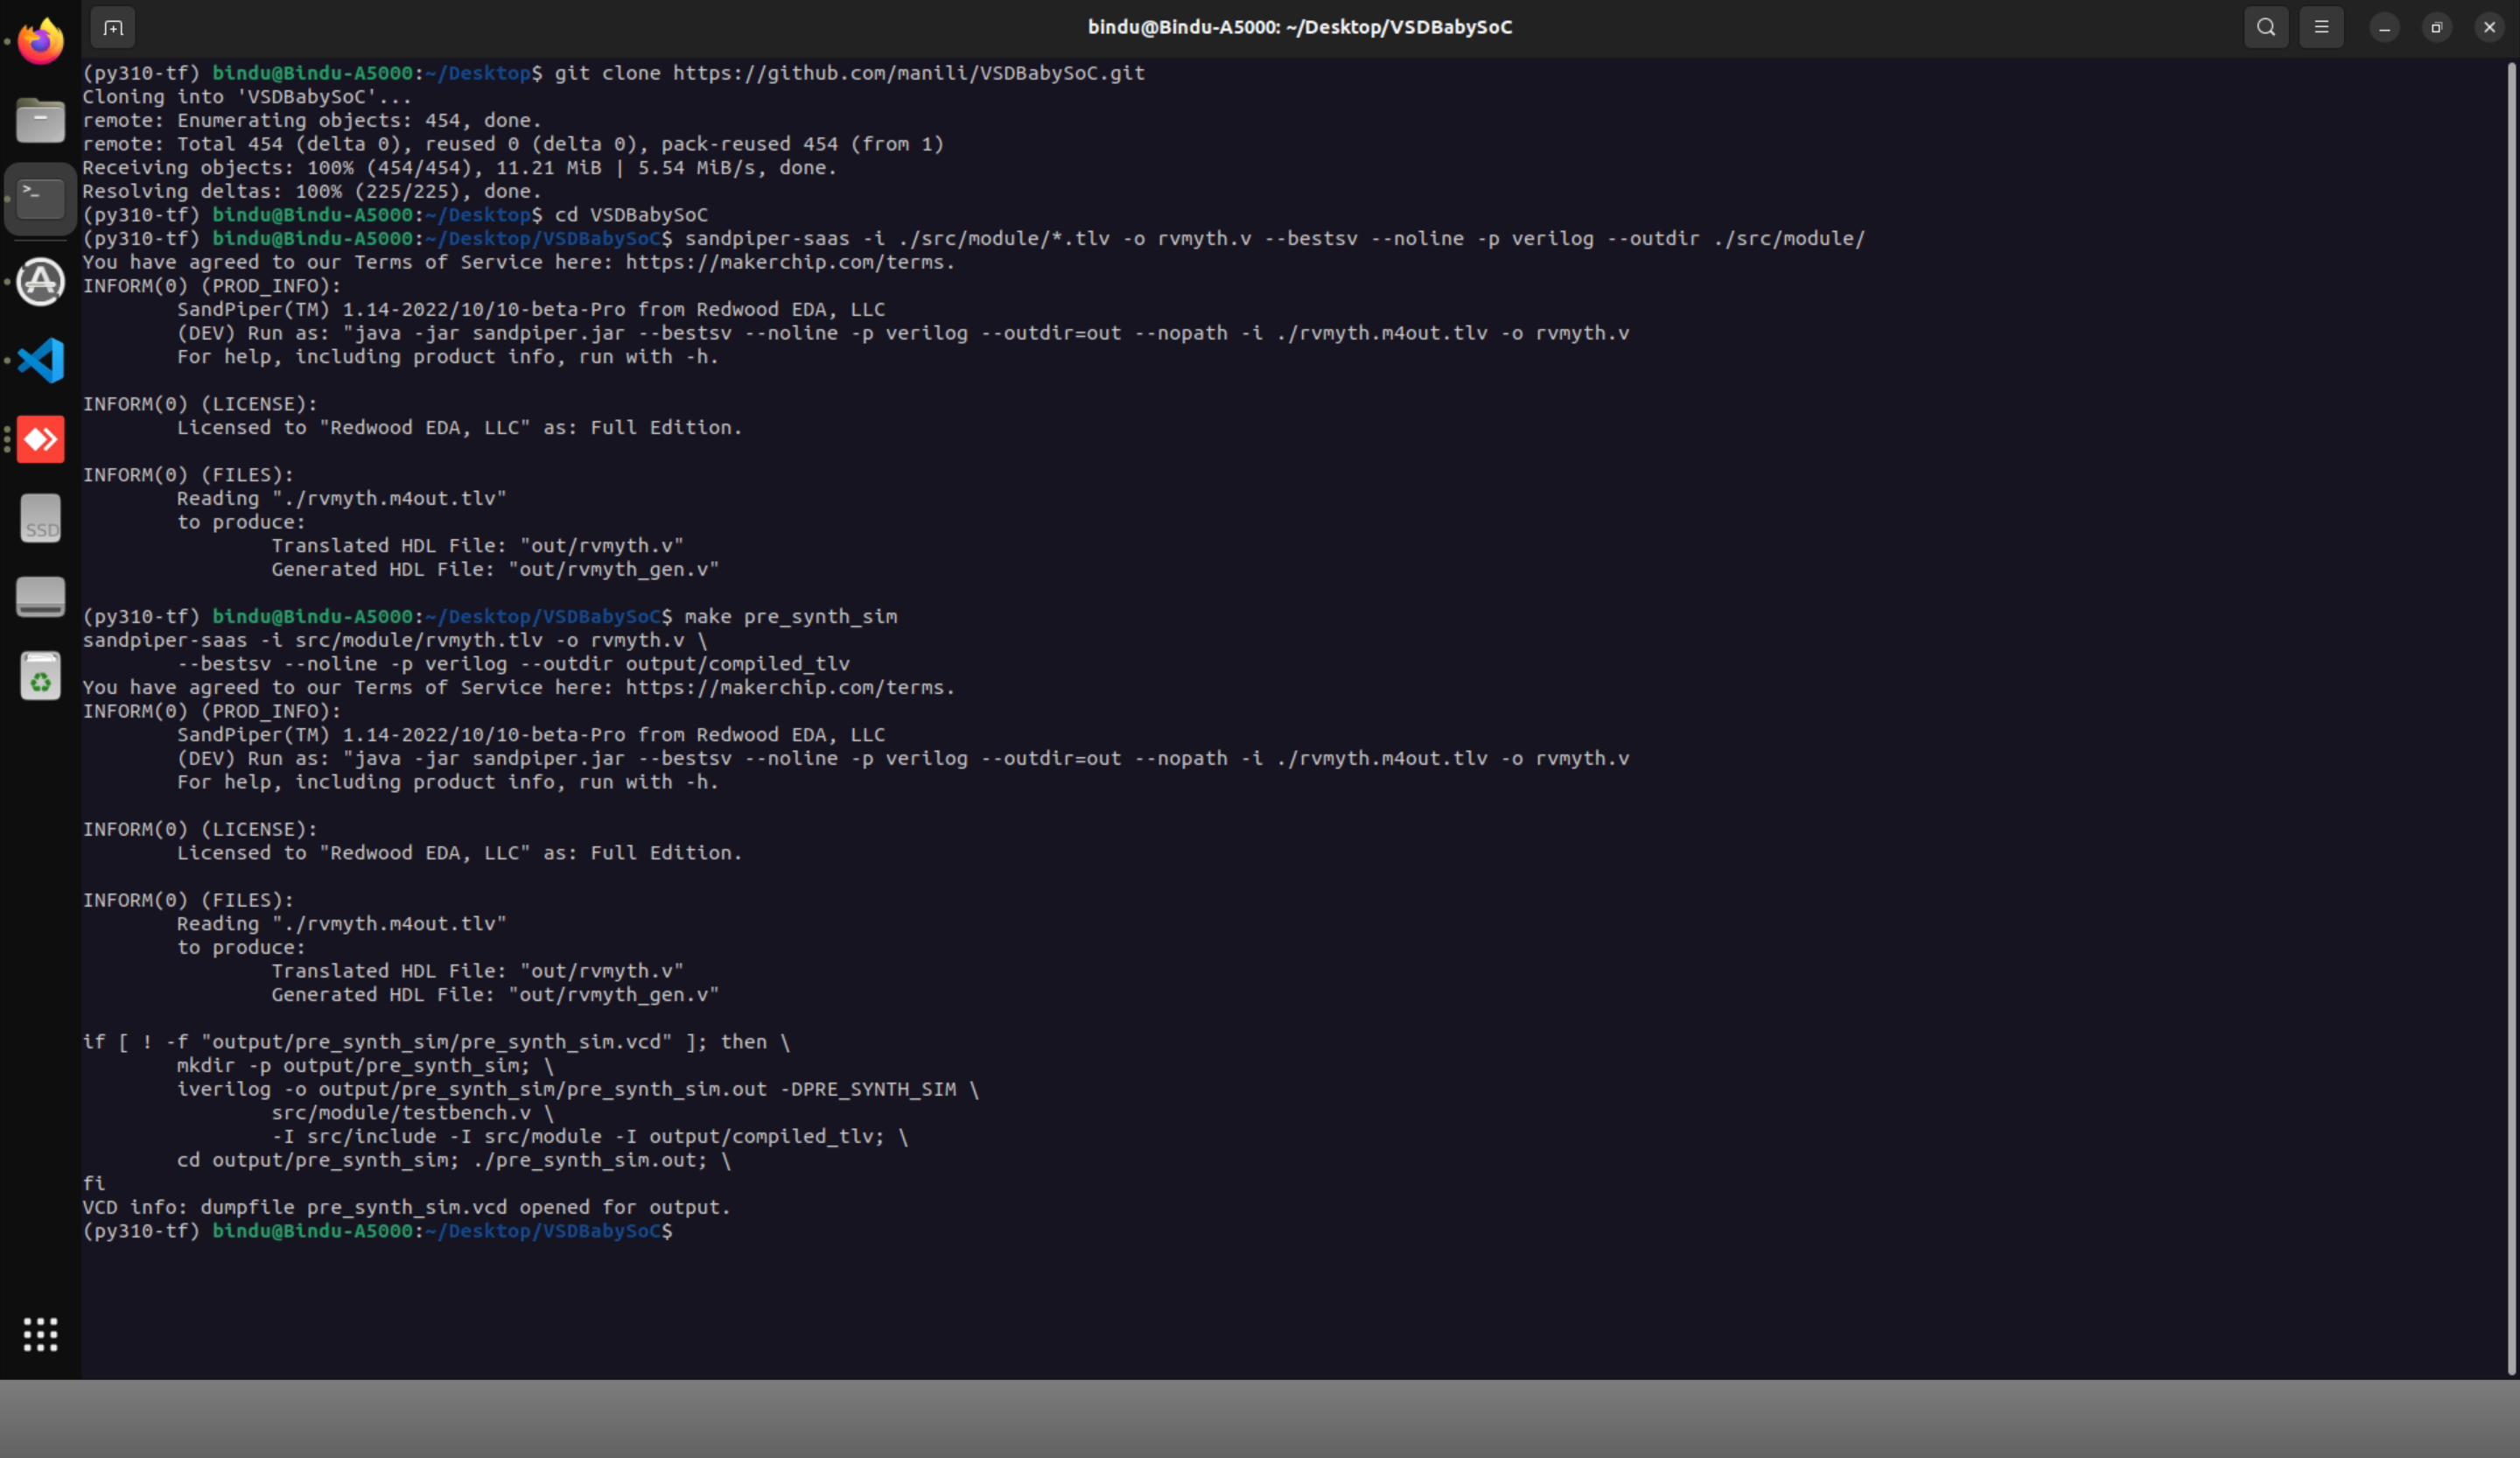 bindu@Bindu-A5000: ~/Desktop/VSDBabySoC
(py310-tf) bindu@Bindu-A5000:~/Desktop$ git clone https://github.com/manili/VSDBabySoC.git
Cloning into 'VSDBabySoC'...
remote: Enumerating objects: 454, done.
remote: Total 454 (delta 0), reused 0 (delta 0), pack-reused 454 (from 1)
Receiving objects: 100% (454/454), 11.21 MiB | 5.54 MiB/s, done.
Resolving deltas: 100% (225/225), done.
(py310-tf) bindu@Bindu-A5000:~/Desktop$ cd VSDBabySoC
(py310-tf) bindu@Bindu-A5000:~/Desktop/VSDBabySoC$ sandpiper-saas -i ./src/module/*.tlv -o rvmyth.v --bestsv --noline -p verilog --outdir ./src/module/
You have agreed to our Terms of Service here: https://makerchip.com/terms.
INFORM(0) (PROD_INFO):
        SandPiper(TM) 1.14-2022/10/10-beta-Pro from Redwood EDA, LLC
        (DEV) Run as: "java -jar sandpiper.jar --bestsv --noline -p verilog --outdir=out --nopath -i ./rvmyth.m4out.tlv -o rvmyth.v
        For help, including product info, run with -h.
INFORM(0) (LICENSE):
        Licensed to "Redwood EDA, LLC" as: Full Edition.
INFORM(0) (FILES):
        Reading "./rvmyth.m4out.tlv"
        to produce:
                Translated HDL File: "out/rvmyth.v"
                Generated HDL File: "out/rvmyth_gen.v"
(py310-tf) bindu@Bindu-A5000:~/Desktop/VSDBabySoC$ make pre_synth_sim
sandpiper-saas -i src/module/rvmyth.tlv -o rvmyth.v \
        --bestsv --noline -p verilog --outdir output/compiled_tlv
You have agreed to our Terms of Service here: https://makerchip.com/terms.
INFORM(0) (PROD_INFO):
        SandPiper(TM) 1.14-2022/10/10-beta-Pro from Redwood EDA, LLC
        (DEV) Run as: "java -jar sandpiper.jar --bestsv --noline -p verilog --outdir=out --nopath -i ./rvmyth.m4out.tlv -o rvmyth.v
        For help, including product info, run with -h.
INFORM(0) (LICENSE):
        Licensed to "Redwood EDA, LLC" as: Full Edition.
INFORM(0) (FILES):
        Reading "./rvmyth.m4out.tlv"
        to produce:
                Translated HDL File: "out/rvmyth.v"
                Generated HDL File: "out/rvmyth_gen.v"
if [ ! -f "output/pre_synth_sim/pre_synth_sim.vcd" ]; then \
        mkdir -p output/pre_synth_sim; \
        iverilog -o output/pre_synth_sim/pre_synth_sim.out -DPRE_SYNTH_SIM \
                src/module/testbench.v \
                -I src/include -I src/module -I output/compiled_tlv; \
        cd output/pre_synth_sim; ./pre_synth_sim.out; \
fi
VCD info: dumpfile pre_synth_sim.vcd opened for output.
(py310-tf) bindu@Bindu-A5000:~/Desktop/VSDBabySoC$
SSD